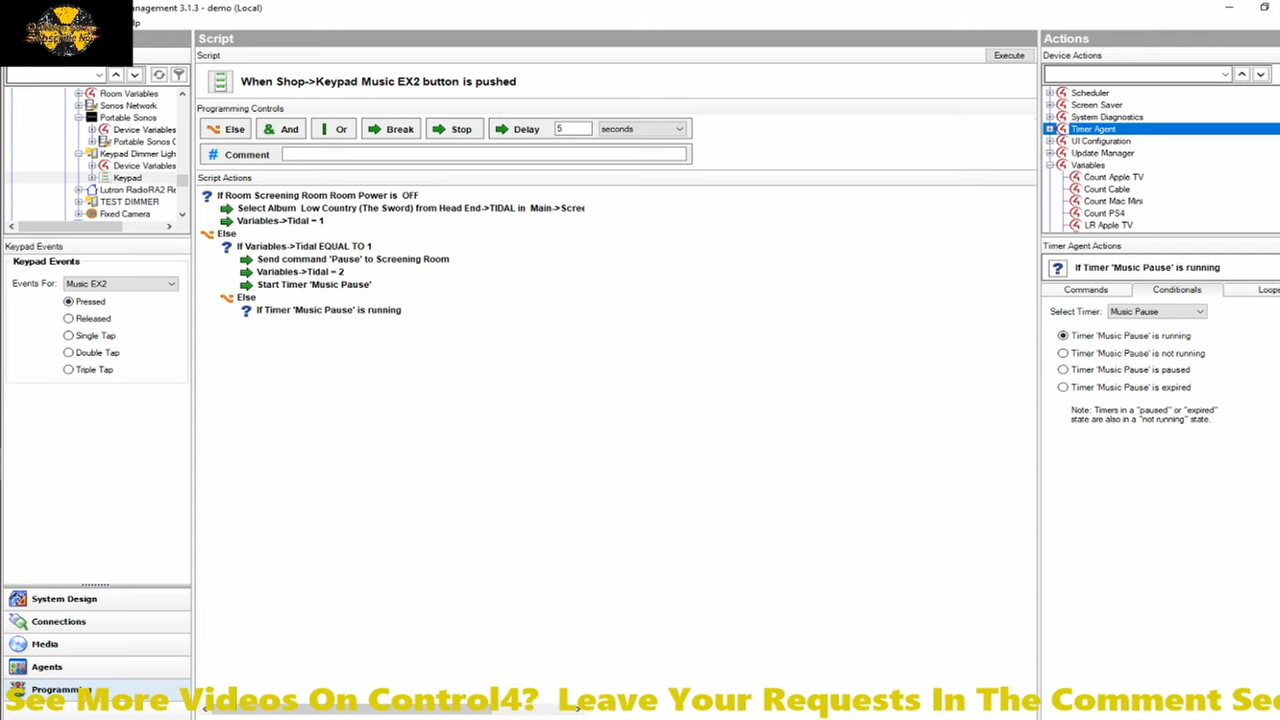 anagement 3.1.3 - demo (Local)
lp
Script
Script
Execute
When Shop->Keypad Music EX2 button is pushed
Programming Controls
Else
And
Or
Break
Stop
Delay
5
seconds
# Comment
Script Actions
If Room Screening Room Room Power is OFF
Select Album Low Country (The Sword) from Head End->TIDAL in Main->Scree
Variables->Tidal = 1
Else
If Variables->Tidal EQUAL TO 1
Send command 'Pause' to Screening Room
Variables->Tidal = 2
Start Timer 'Music Pause'
Else
If Timer 'Music Pause' is running
Room Variables
Sonos Network
Portable Sonos
Device Variables
Portable Sonos C
Keypad Dimmer Ligh
Device Variables
Keypad
Lutron RadioRA2 Re
TEST DIMMER
Fixed Camera
Keypad Events
Keypad Events
Events For:
Music EX2
Pressed
Released
Single Tap
Double Tap
Triple Tap
System Design
Connections
Media
Agents
Programming
Actions
Device Actions
Scheduler
Screen Saver
System Diagnostics
Timer Agent
UI Configuration
Update Manager
Variables
Count Apple TV
Count Cable
Count Mac Mini
Count PS4
LR Apple TV
Timer Agent Actions
If Timer 'Music Pause' is running
Commands
Conditionals
Loops
Select Timer:
Music Pause
Timer 'Music Pause' is running
Timer 'Music Pause' is not running
Timer 'Music Pause' is paused
Timer 'Music Pause' is expired
Note: Timers in a "paused" or "expired"
state are also in a "not running" state.
See More Videos On Control4? Leave Your Requests In The Comment Sec